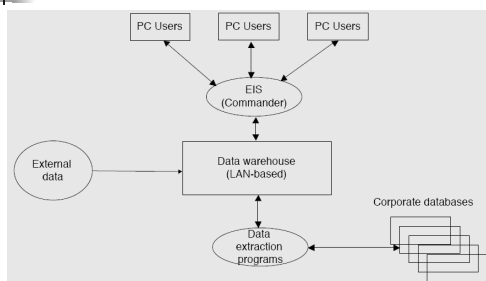 PC Users
PC Users
PC Users
EIS
(Commander)
External
data
Data warehouse
(LAN-based)
Corporate databases
Data
extraction
programs